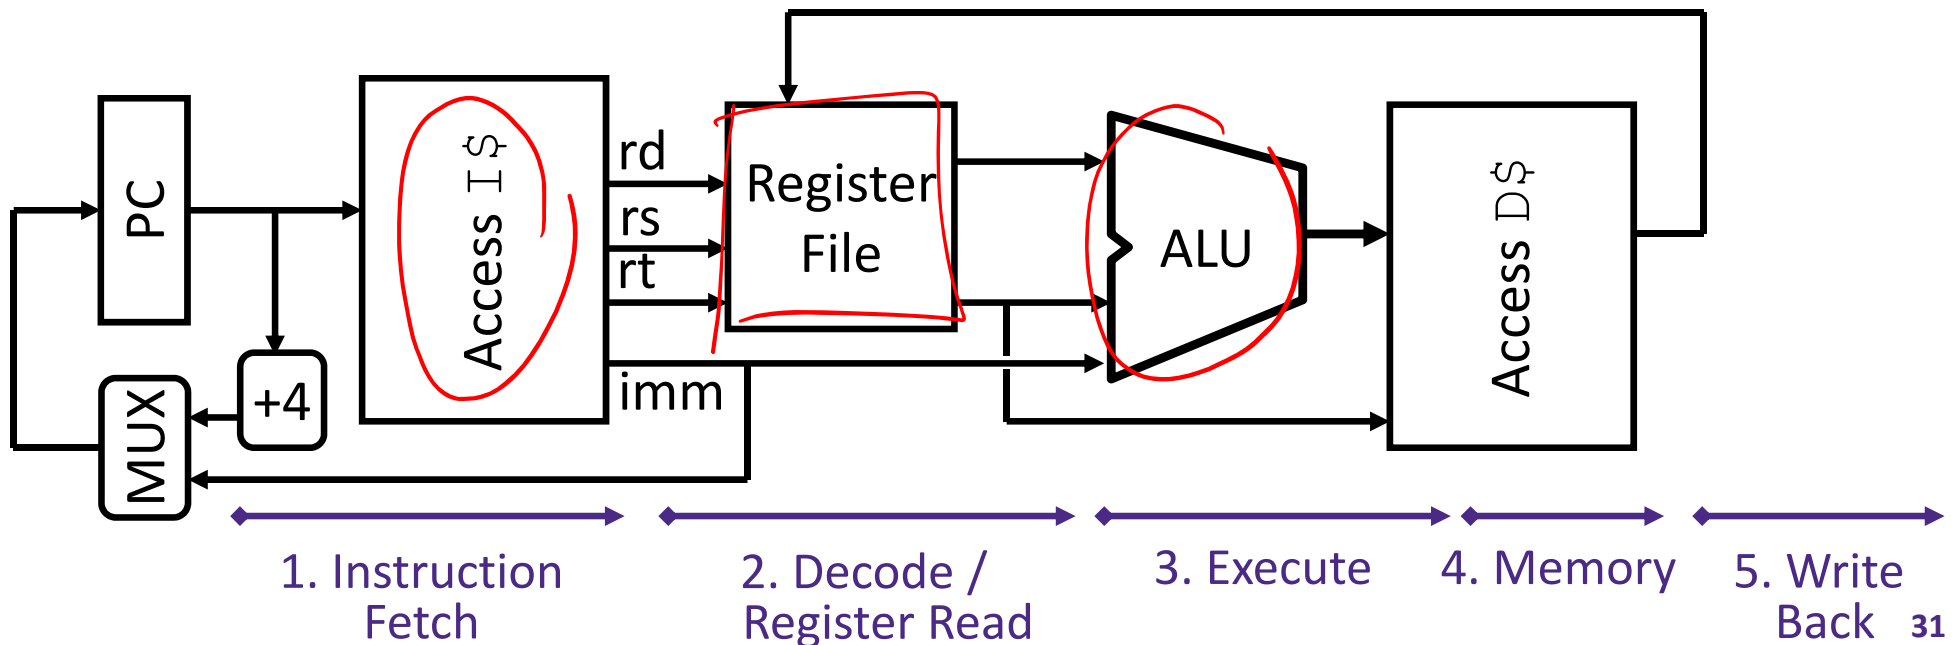 PC
MUX
+4
Access I$
rd
rs
rt
imm
Register
File
ALU
Access D$
1. Instruction
Fetch
2. Decode /
Register Read
3. Execute
4. Memory
5. Write
Back
31